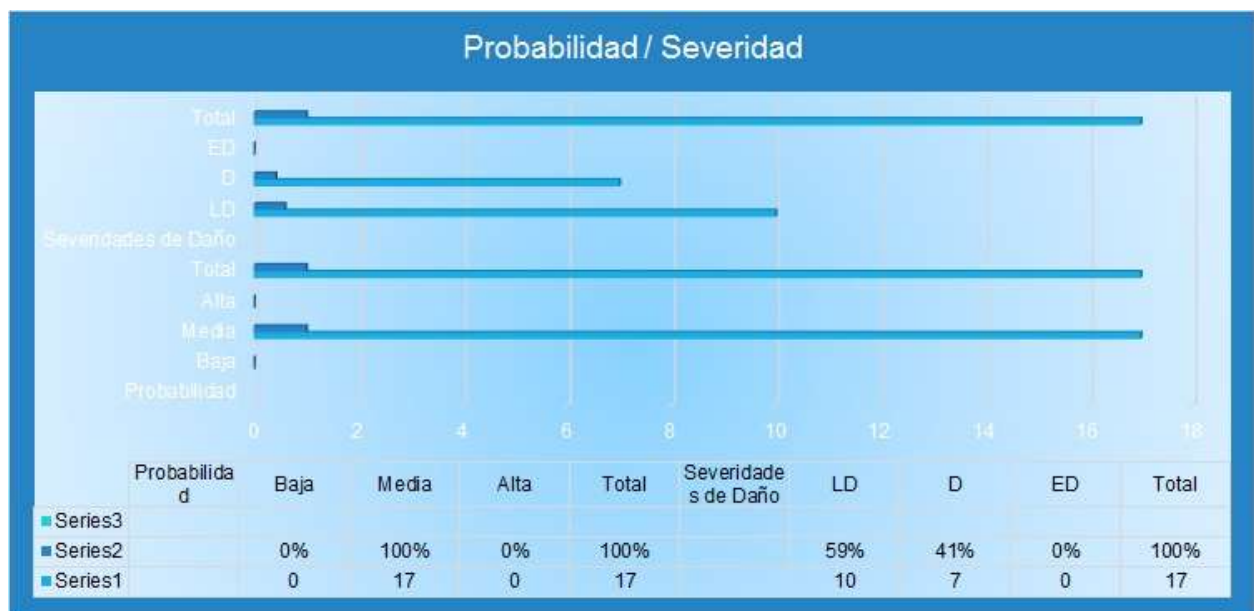 Probabilidad / Severidad
Total
ED
D
LD
Severidades de Daño
Total
Alta
Media
Baja
Probabilidad
0 2 4 6 8 10 12 14 16 18
Probabilida
d Baja Media Alta Total Severidade
s de Daño LD D ED Total
Series3
Series2 0% 100% 0% 100% 59% 41% 0% 100%
Series1 0 17 0 17 10 7 0 17